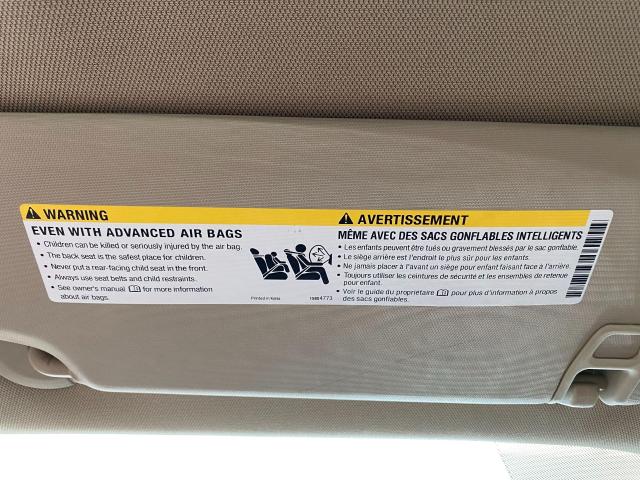 WARNING
EVEN WITH ADVANCED AIR BAGS
• Children can be killed or seriously injured by the air bag.
• The back seat is the safest place for children.
• Never put a rear-facing child seat in the front.
• Always use seat belts and child restraints.
• See owner's manual for more information
about air bags.
Printed in Korea
AVERTISSEMENT
MÊME AVEC DES SACS GONFLABLES INTELLIGENTS
• Les enfants peuvent être tués ou gravement blessés par le sac gonflable.
• Le siège arrière est l'endroit le plus sûr pour les enfants.
• Ne jamais placer à l'avant un siège pour enfant faisant face à l'arrière.
• Toujours utiliser les ceintures de sécurité et les ensembles de retenue
pour enfant.
• Voir le guide du propriétaire pour plus d'information à propos
des sacs gonflables.